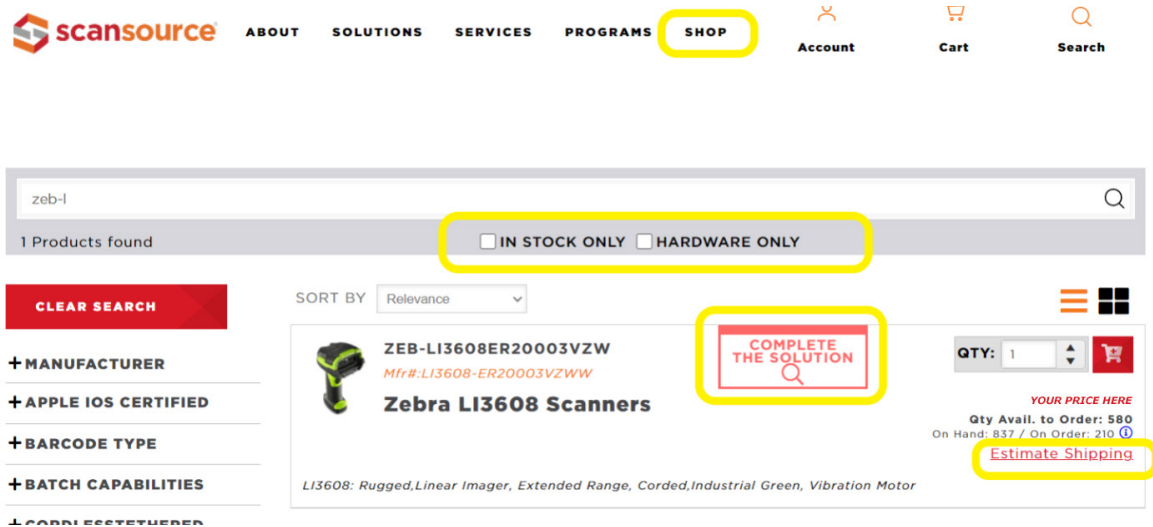 scansource ABOUT SOLUTIONS SERVICES PROGRAMS SHOP Account Cart Search
zeb-l
1 Products found IN STOCK ONLY HARDWARE ONLY
CLEAR SEARCH
+MANUFACTURER
+APPLE IOS CERTIFIED
+BARCODE TYPE
+BATCH CAPABILITIES
+CORDLESSTETHERED
SORT BY Relevance
ZEB-LI3608ER20003VZW
Mfr#:LI3608-ER20003VZWW
Zebra LI3608 Scanners
COMPLETE
THE SOLUTION
QTY: 1
YOUR PRICE HERE
Qty Avail. to Order: 580
On Hand: 837 / On Order: 210
Estimate Shipping
LI3608: Rugged,Linear Imager, Extended Range, Corded,Industrial Green, Vibration Motor